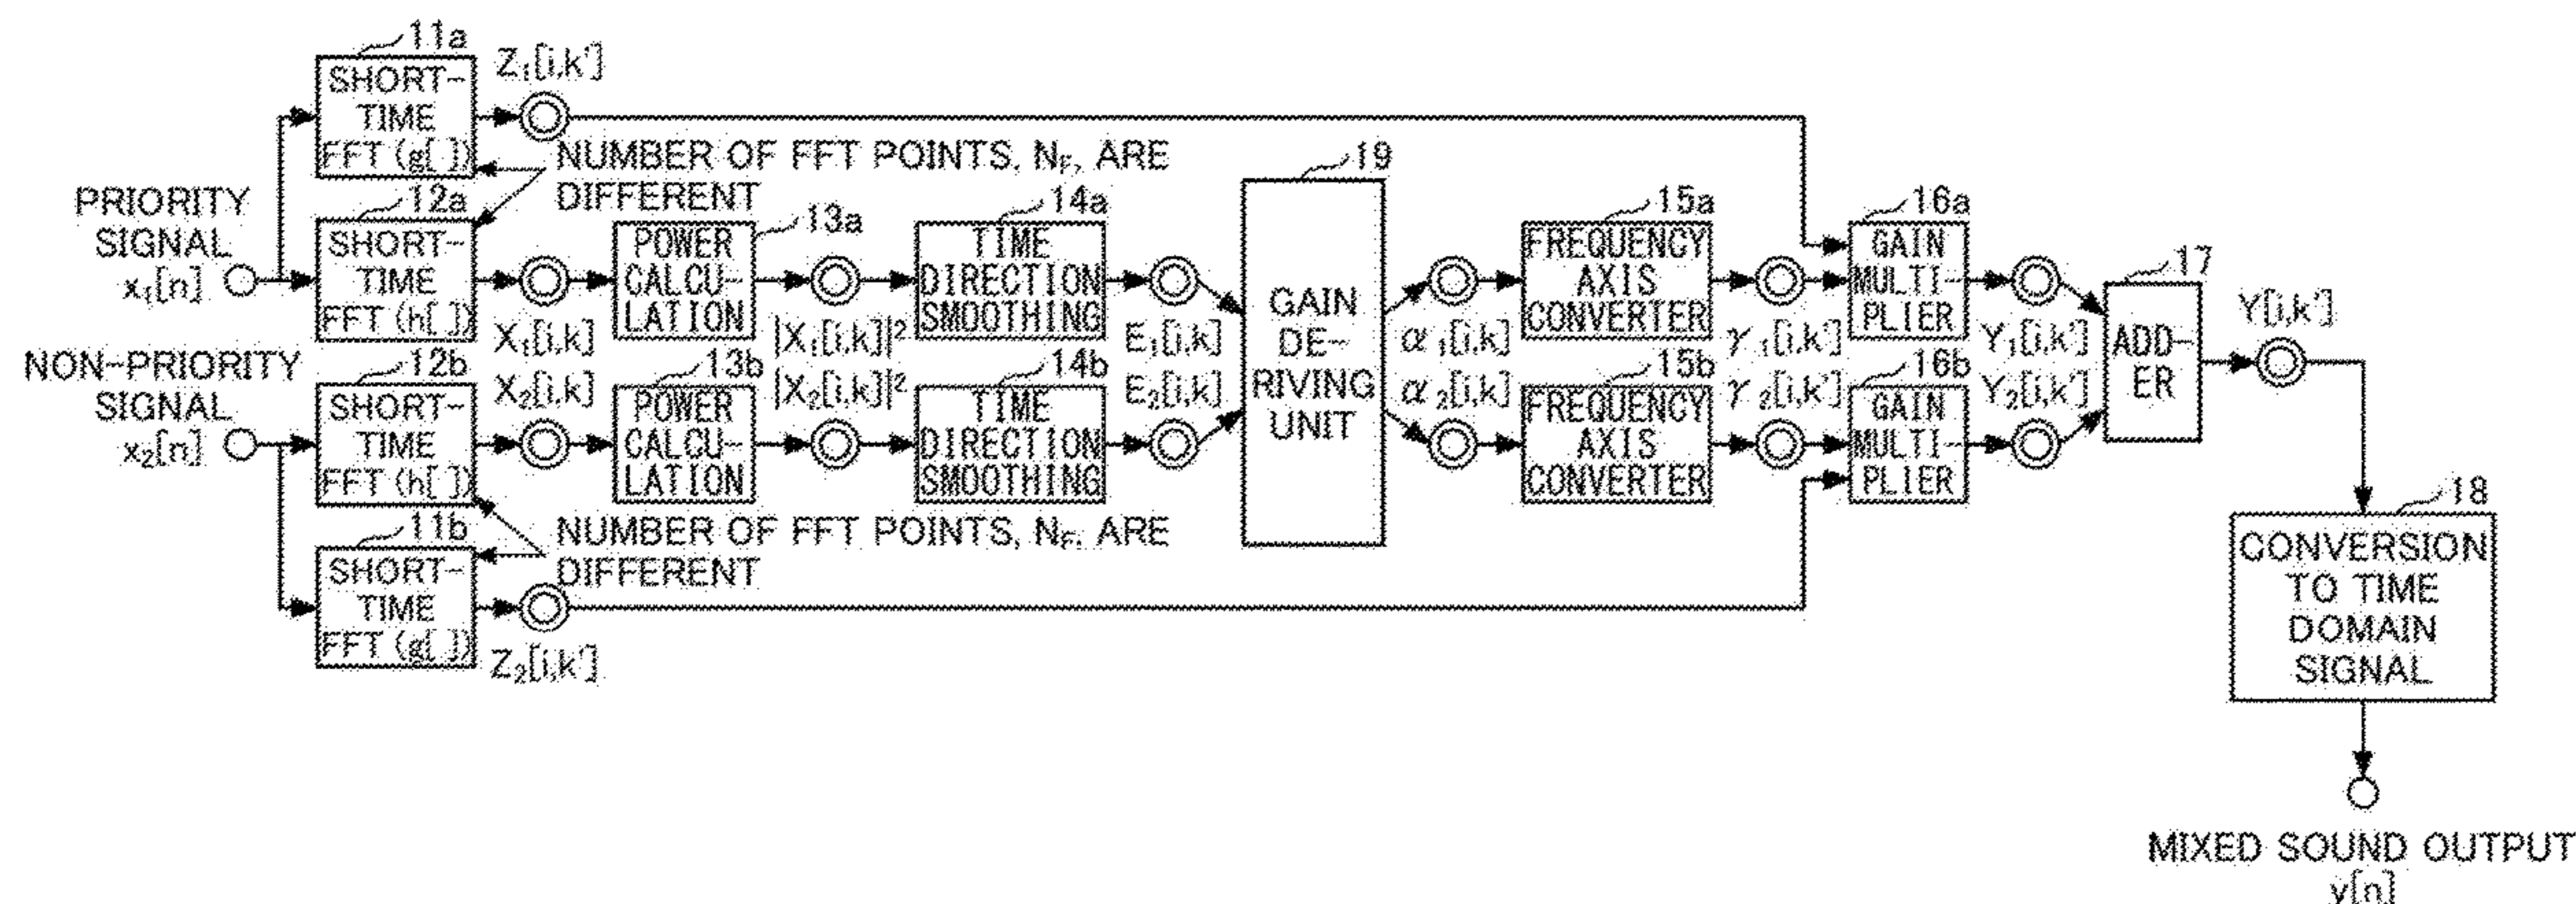 11a
SHORT-
TIME
FFT (g[ ])
Z₁[i,k']
NUMBER OF FFT POINTS, N_F, ARE
DIFFERENT
PRIORITY
SIGNAL
x₁[n]
12a
SHORT-
TIME
FFT (h[ ])
X₁[i,k]
13a
POWER
CALCU-
LATION
|X₁[i,k]|²
14a
TIME
DIRECTION
SMOOTHING
E₁[i,k]
19
GAIN
DE-
RIVING
UNIT
α₁[i,k]
15a
FREQUENCY
AXIS
CONVERTER
γ₁[i,k']
16a
GAIN
MULTI-
PLIER
Y₁[i,k']
17
ADD-
ER
Y[i,k']
NON-PRIORITY
SIGNAL
x₂[n]
12b
SHORT-
TIME
FFT (h[ ])
X₂[i,k]
13b
POWER
CALCU-
LATION
|X₂[i,k]|²
14b
TIME
DIRECTION
SMOOTHING
E₂[i,k]
α₂[i,k]
15b
FREQUENCY
AXIS
CONVERTER
γ₂[i,k']
16b
GAIN
MULTI-
PLIER
Y₂[i,k']
11b
SHORT-
TIME
FFT (g[ ])
NUMBER OF FFT POINTS, N_F, ARE
DIFFERENT
Z₂[i,k']
18
CONVERSION
TO TIME
DOMAIN
SIGNAL
MIXED SOUND OUTPUT
y[n]